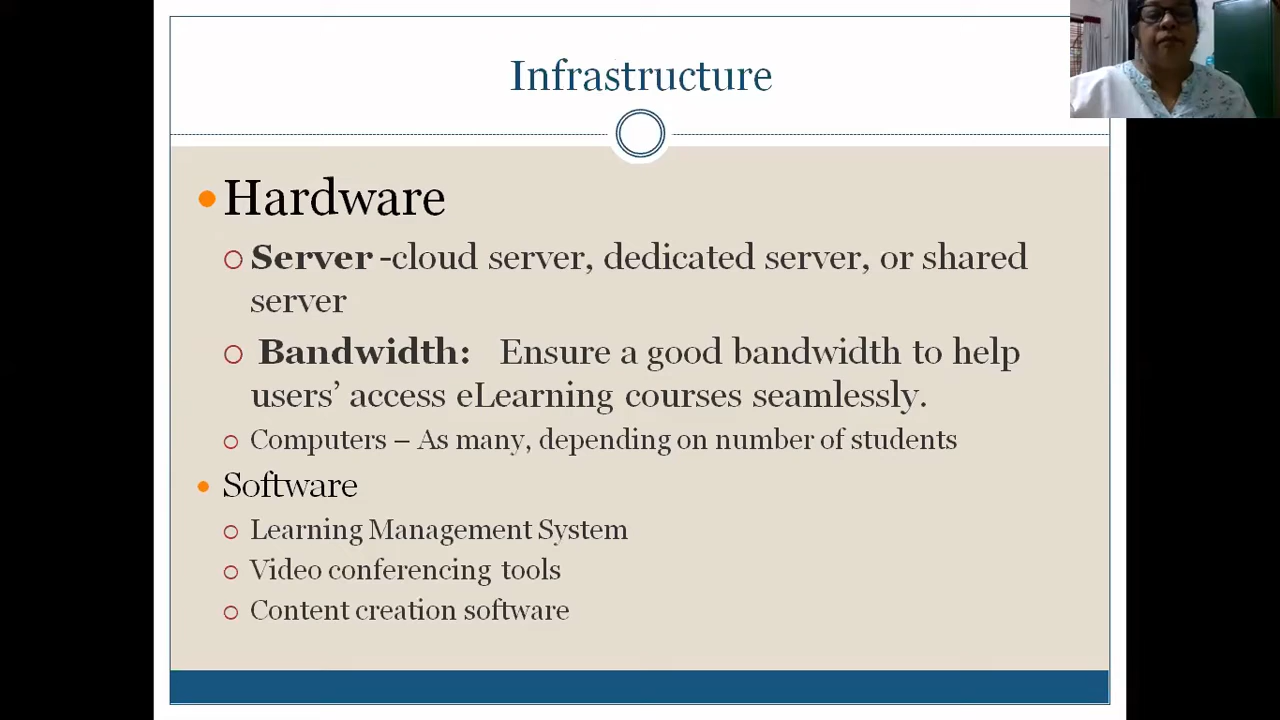 Infrastructure
Hardware
Server -cloud server, dedicated server, or shared
server
Bandwidth: Ensure a good bandwidth to help
users’ access eLearning courses seamlessly.
Computers – As many, depending on number of students
Software
Learning Management System
Video conferencing tools
Content creation software